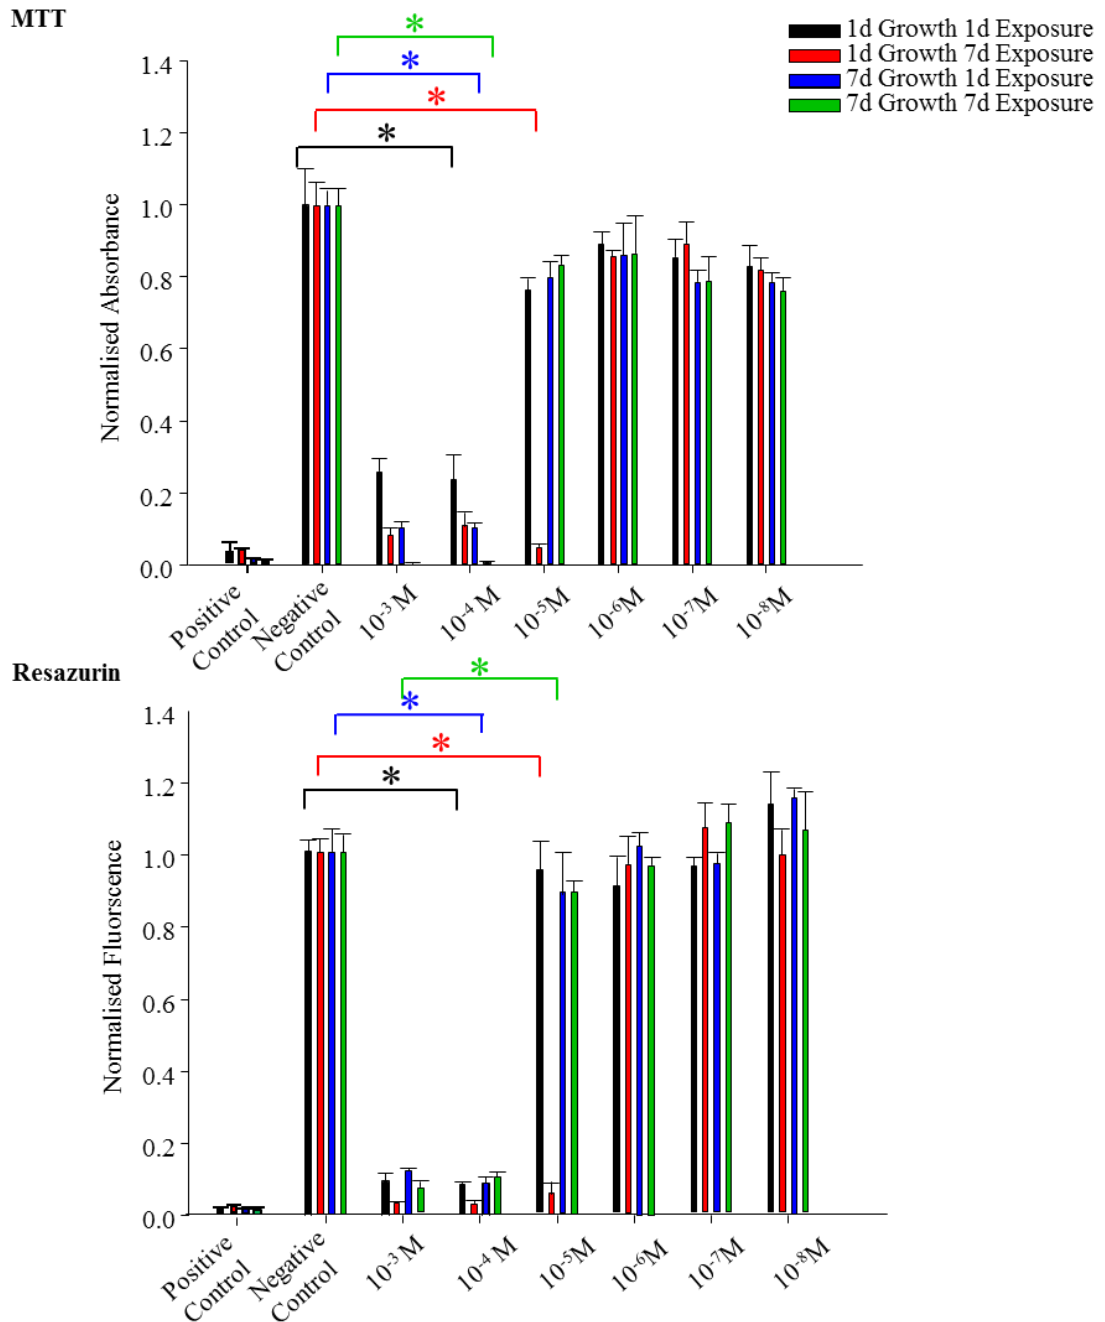 MTT
1d Growth 1d Exposure
1d Growth 7d Exposure
7d Growth 1d Exposure
7d Growth 7d Exposure
*
*
*
*
Normalised Absorbance
1.4
1.2
1.0
0.8
0.6
0.4
0.2
0.0
Positive
Control
Negative
Control
10⁻³M
10⁻⁴M
10⁻⁵M
10⁻⁶M
10⁻⁷M
10⁻⁸M
Resazurin
*
*
*
*
Normalised Fluorscence
1.4
1.2
1.0
0.8
0.6
0.4
0.2
0.0
Positive
Control
Negative
Control
10⁻³M
10⁻⁴M
10⁻⁵M
10⁻⁶M
10⁻⁷M
10⁻⁸M